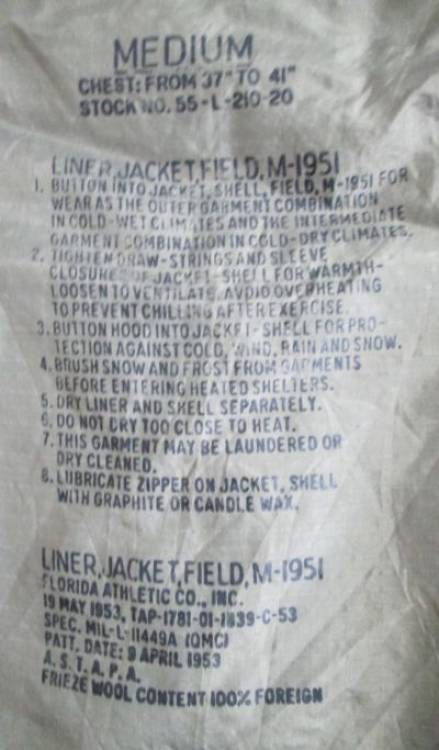 MEDIUM
CHEST: FROM 37" TO 41"
STOCK NO. 55-L-210-20
LINER, JACKET, FIELD, M-1951
1. BUTTON INTO JACKET, SHELL, FIELD, M-1951 FOR
WEAR AS THE OUTER GARMENT COMBINATION
IN COLD-WET CLIMATES AND THE INTERMEDIATE
GARMENT COMBINATION IN COLD-DRY CLIMATES.
2. TIGHTEN DRAW-STRINGS AND SLEEVE
CLOSURE OF JACKET-SHELL FOR WARMTH-
LOOSEN TO VENTILATE. AVOID OVERHEATING
TO PREVENT CHILLING AFTER EXERCISE.
3. BUTTON HOOD INTO JACKET-SHELL FOR PRO-
TECTION AGAINST COLD, WIND, RAIN AND SNOW.
4. BRUSH SNOW AND FROST FROM GARMENTS
BEFORE ENTERING HEATED SHELTERS.
5. DRY LINER AND SHELL SEPARATELY.
6. DO NOT DRY TOO CLOSE TO HEAT.
7. THIS GARMENT MAY BE LAUNDERED OR
DRY CLEANED.
8. LUBRICATE ZIPPER ON JACKET, SHELL
WITH GRAPHITE OR CANDLE WAX.
LINER, JACKET, FIELD, M-1951
FLORIDA ATHLETIC CO., INC.
19 MAY 1953, TAP-1781-01-1839-C-53
SPEC. MIL-L-11449A (QMC)
PATT. DATE: 9 APRIL 1953
A. S. T. A. P. A.
FRIEZE WOOL CONTENT 100% FOREIGN